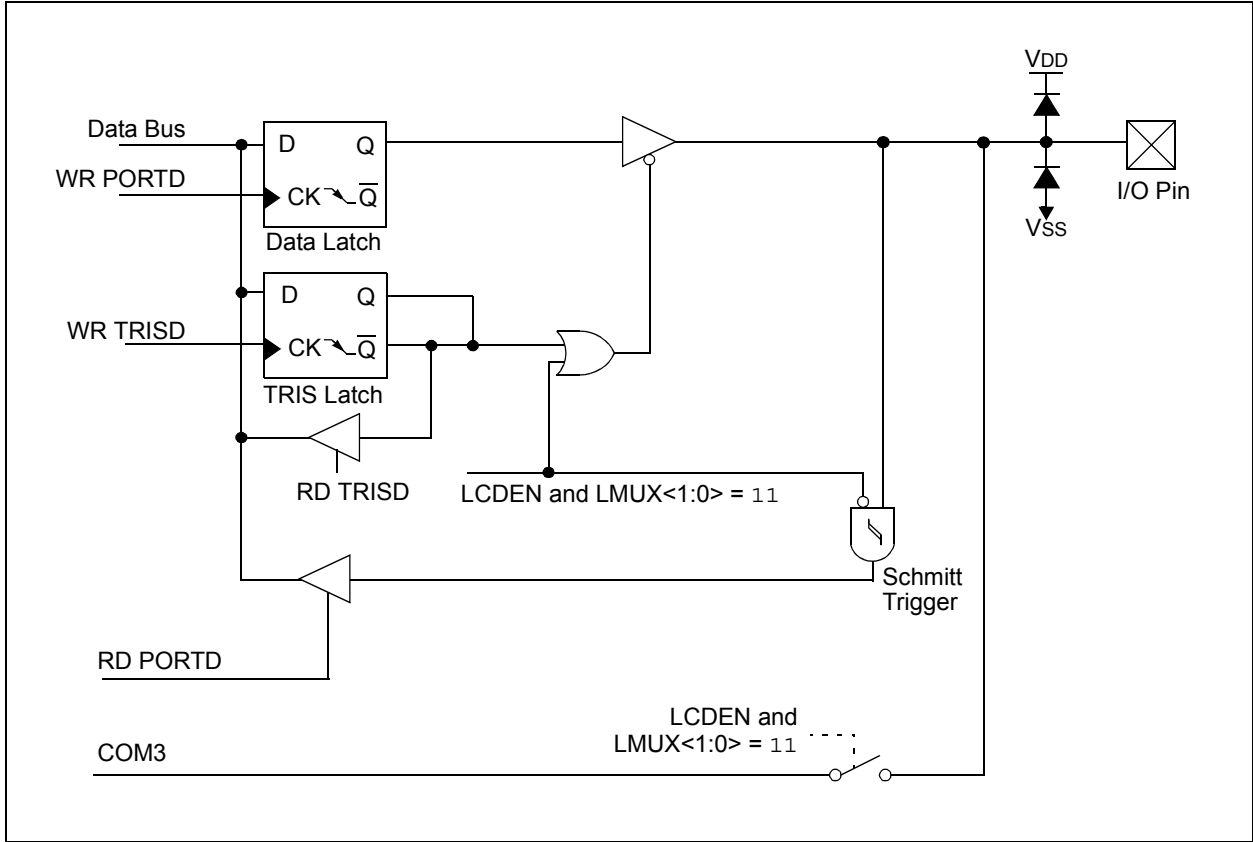 VDD
Data Bus
D
Q
WR PORTD
CK
Q
I/O Pin
Data Latch
VSS
D
Q
WR TRISD
CK
Q
TRIS Latch
RD TRISD
LCDEN and LMUX<1:0> = 11
Schmitt
Trigger
RD PORTD
LCDEN and
LMUX<1:0> = 11
COM3